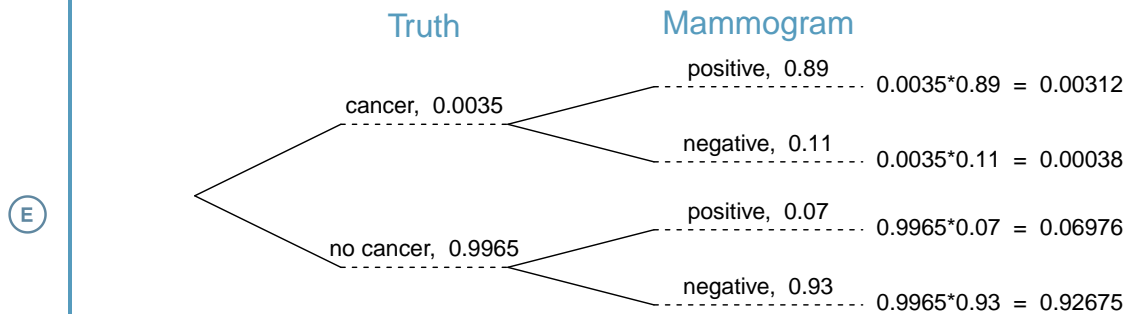 Truth Mammogram
positive, 0.89 0.0035*0.89 = 0.00312
cancer, 0.0035
negative, 0.11 0.0035*0.11 = 0.00038
E
positive, 0.07 0.9965*0.07 = 0.06976
no cancer, 0.9965
negative, 0.93 0.9965*0.93 = 0.92675